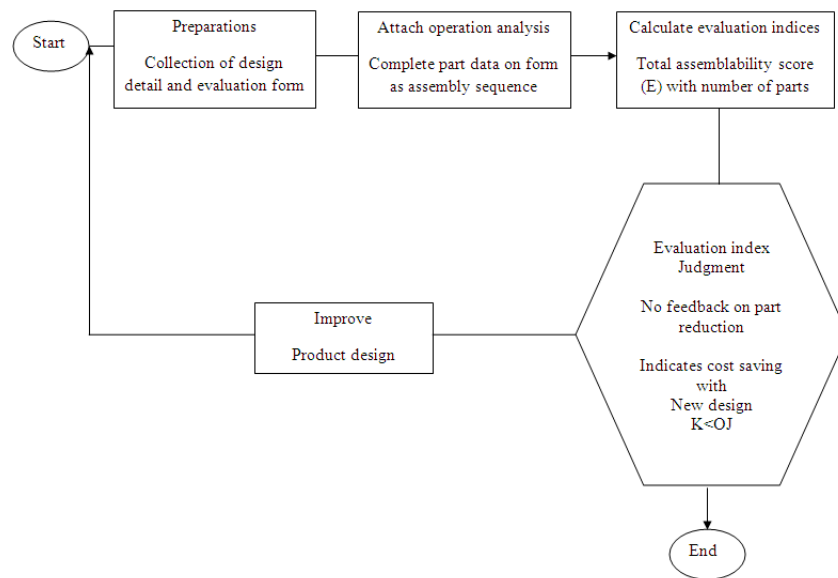 Start
Preparations
Collection of design
detail and evaluation form
Attach operation analysis
Complete part data on form
as assembly sequence
Calculate evaluation indices
Total assemblability score
(E) with number of parts
Evaluation index
Judgment
No feedback on part
reduction
Indicates cost saving
with
New design
K<OJ
Improve
Product design
End